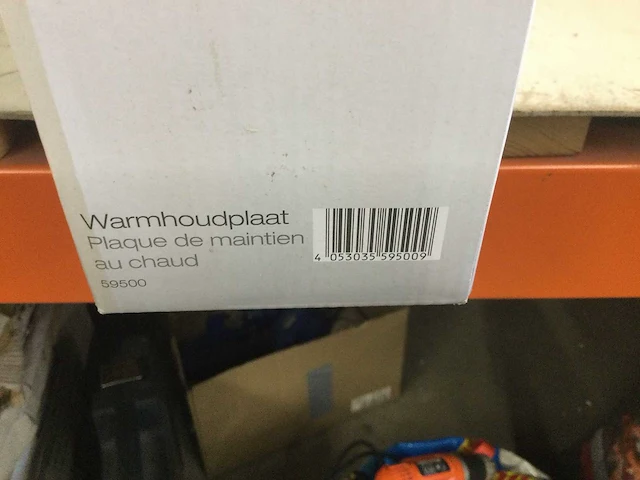 Warmhoudplaat
Plaque de maintien
au chaud
59500
4 053035 595009